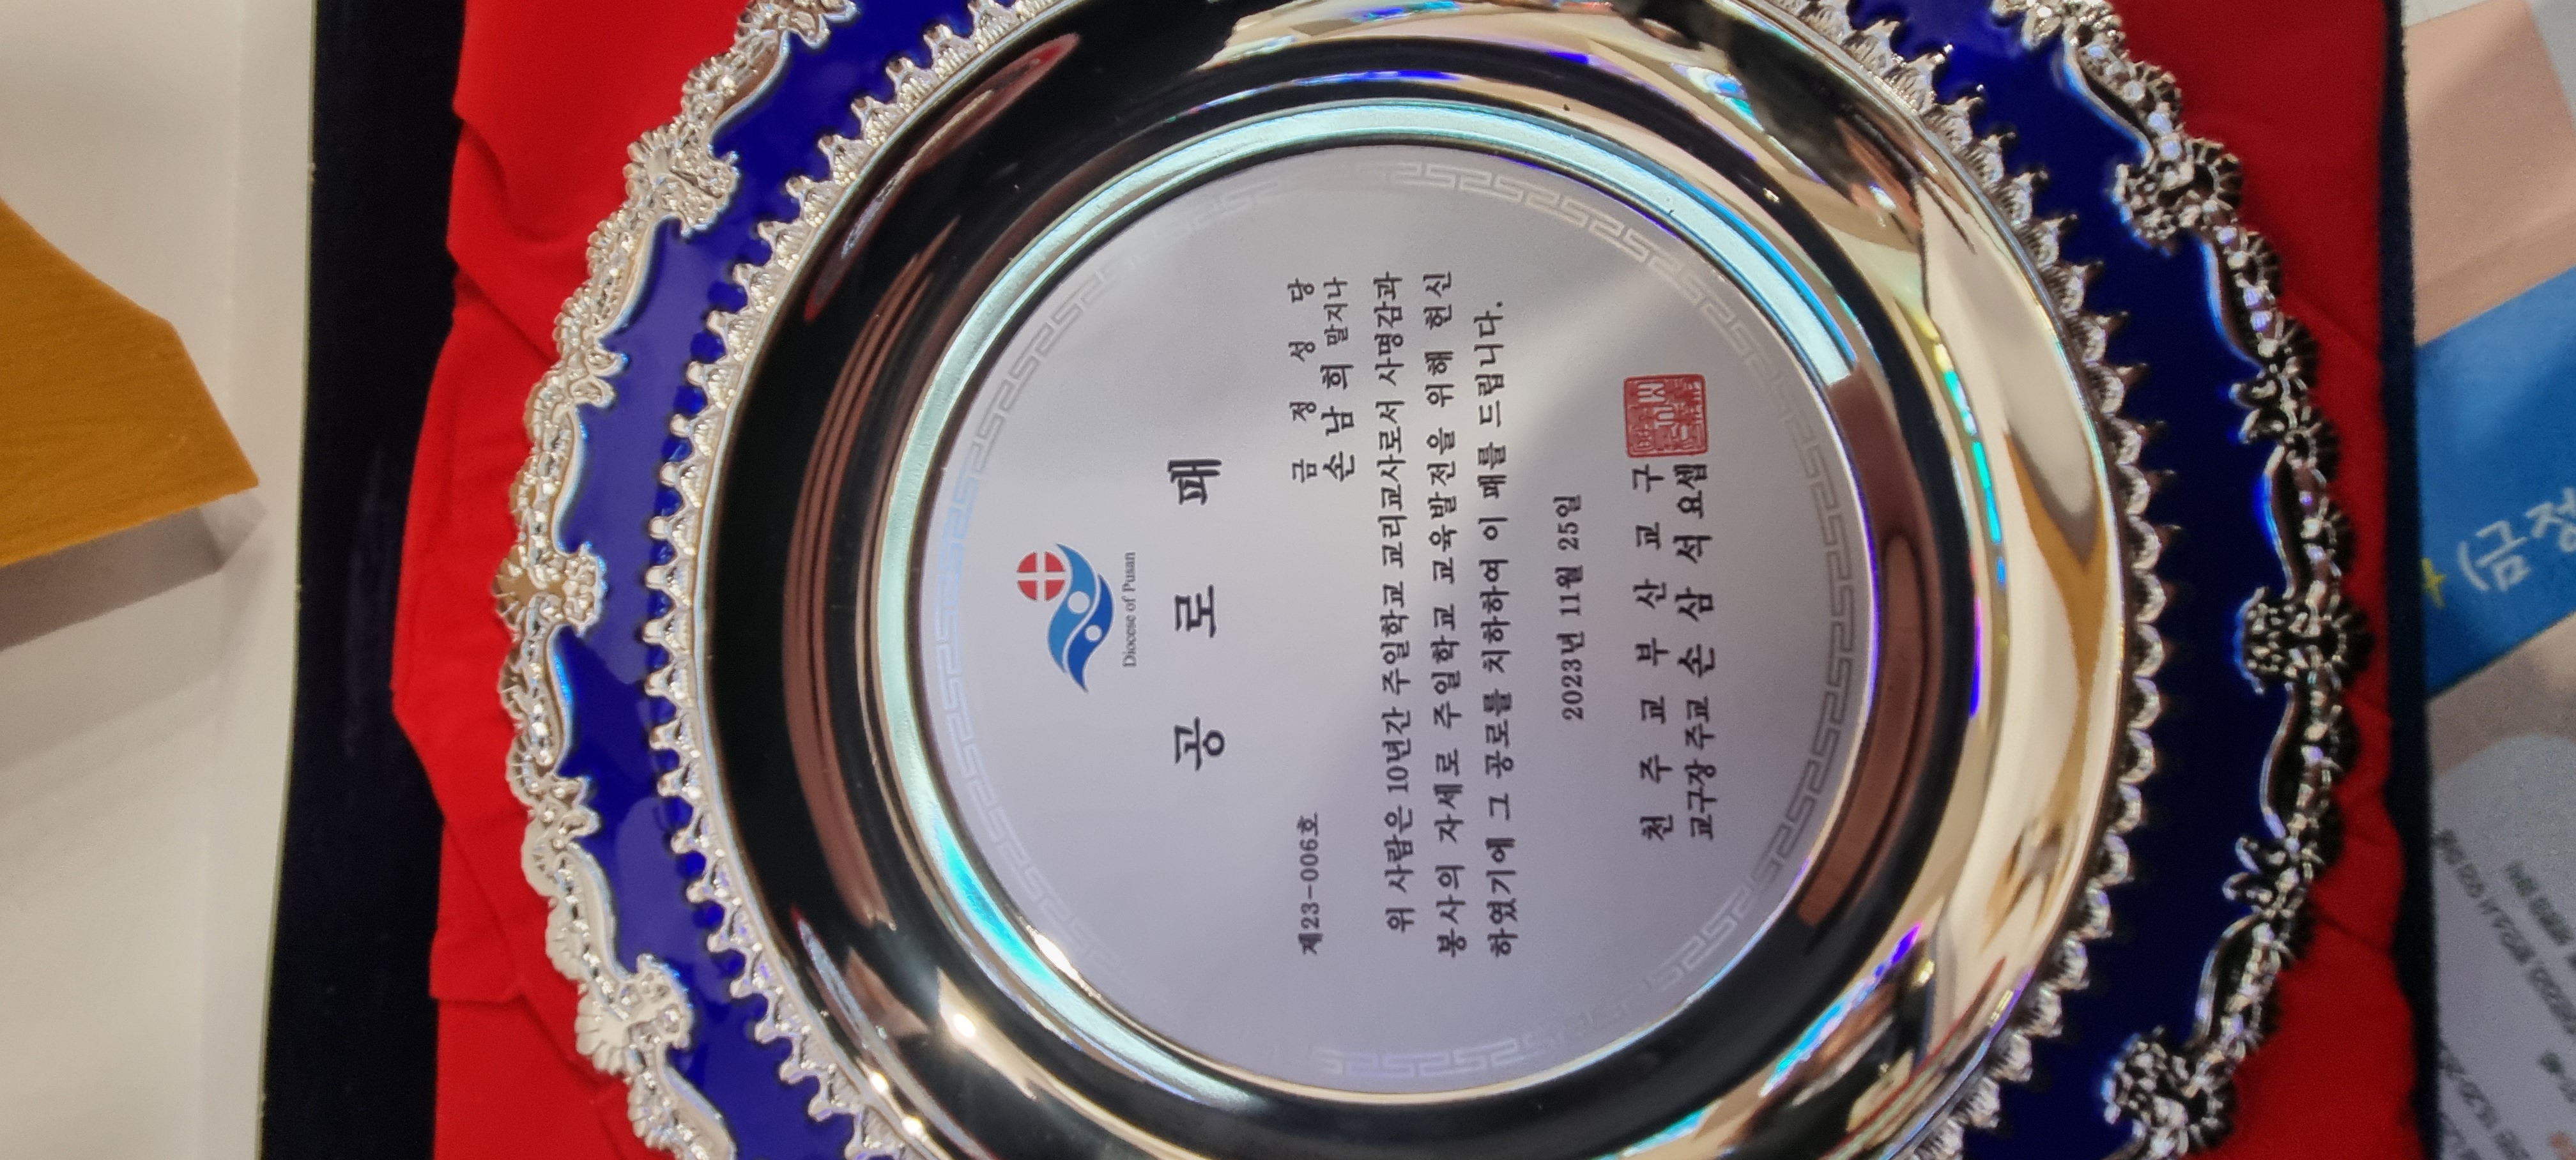 Diocese of Pusan
공 로 패
제23-006호
금 정 성 당
손 남 희 말지나
위 사람은 10년간 주일학교 교리교사로서 사명감과
봉사의 자세로 주일학교 교육발전을 위해 헌신
하였기에 그 공로를 치하하여 이 패를 드립니다.
2023년 11월 25일
천 주 교 부 산 교 구
교구장 주교 손 삼 석 요셉
(금정